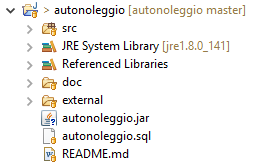 > autonoleggio [autonoleggio master]
src
JRE System Library [jre1.8.0_141]
Referenced Libraries
doc
external
autonoleggio.jar
autonoleggio.sql
README.md